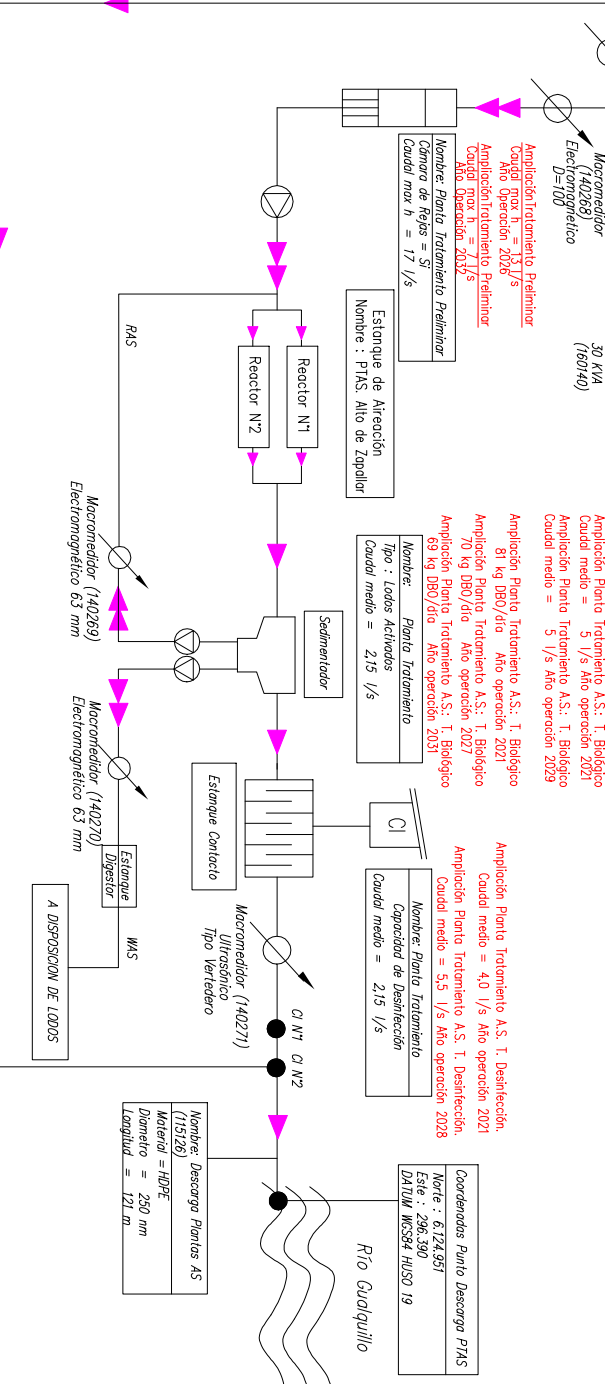 Macromedidor
(140268)
Electromagnetico
D=100
30 KVA
(160140)
AmpliaciónTratamiento Preliminar
Caudal max h = 13 l/s
Año Operación 2026
AmpliaciónTratamiento Preliminar
Caudal max h = 7 l/s
Año Operación 2032
Nombre: Planta Tratamiento Preliminar
Cámara de Rejas = Si
Caudal max h = 17 l/s
Estanque de Aireación
Nombre : PTAS. Alto de Zapallar
Reactor N°1
Reactor N°2
RAS
Macromedidor (140269)
Electromagnético 63 mm
Ampliación Planta Tratamiento A.S.: T. Biológico
Caudal medio = 5 l/s Año operación 2021
Ampliación Planta Tratamiento A.S.: T. Biológico
Caudal medio = 5 l/s Año operación 2029
Ampliación Planta Tratamiento A.S.: T. Biológico
81 kg DBO/día Año operación 2021
Ampliación Planta Tratamiento A.S.: T. Biológico
70 kg DBO/día Año operación 2027
Ampliación Planta Tratamiento A.S.: T. Biológico
69 kg DBO/día Año operación 2031
Nombre: Planta Tratamiento
Tipo : Lodos Activados
Caudal medio = 2,15 l/s
Sedimentador
Macromedidor (140270)
Electromagnético 63 mm
Estanque
Digestor
WAS
A DISPOSICION DE LODOS
Cl
Estanque Contacto
Ampliación Planta Tratamiento A.S. T. Desinfección.
Caudal medio = 4,0 l/s Año operación 2021
Ampliación Planta Tratamiento A.S. T. Desinfección.
Caudal medio = 5,5 l/s Año operación 2028
Nombre: Planta Tratamiento
Capacidad de Desinfección
Caudal medio = 2,15 l/s
Macromedidor (140271)
Ultrasónico
Tipo Vertedero
Cl N°1 Cl N°2
Nombre: Descarga Plantas AS
(115126)
Material = HDPE
Diametro = 250 nm
Longitud = 121 m
Coordenadas Punto Descarga PTAS
Norte : 6.124.951
Este : 296.390
DATUM WGS84 HUSO 19
Río Gualquillo